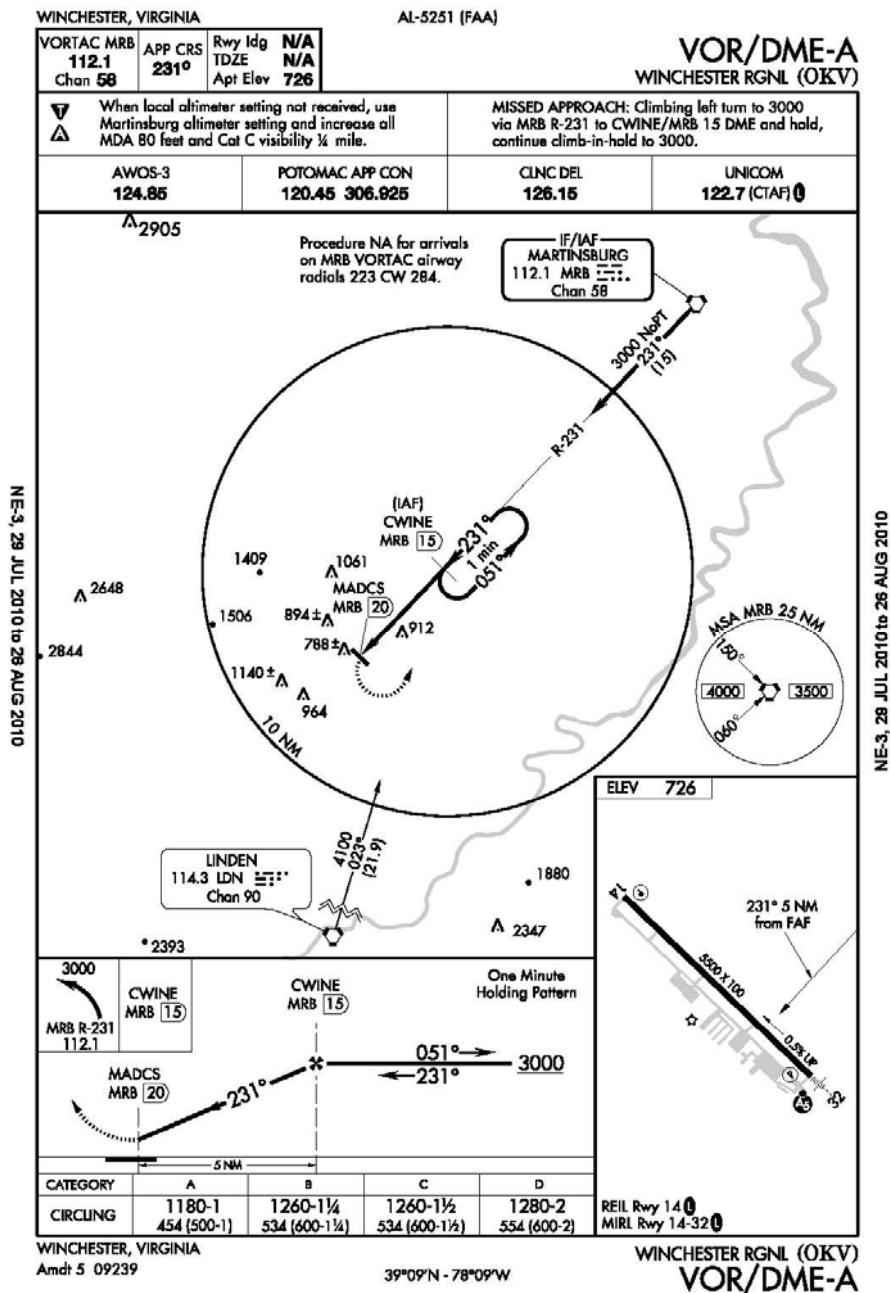 WINCHESTER, VIRGINIA
AL-5251 (FAA)
VORTAC MRB
112.1
Chan 58
APP CRS
231°
Rwy ldg N/A
TDZE N/A
Apt Elev 726
VOR/DME-A
WINCHESTER RGNL (OKV)
T
A
When local altimeter setting not received, use
Martinsburg altimeter setting and increase all
MDA 80 feet and Cat C visibility ¼ mile.
MISSED APPROACH: Climbing left turn to 3000
via MRB R-231 to CWINE/MRB 15 DME and hold,
continue climb-in-hold to 3000.
AWOS-3
124.85
POTOMAC APP CON
120.45 306.925
CLNC DEL
126.15
UNICOM
122.7 (CTAF) L
2905
Procedure NA for arrivals
on MRB VORTAC airway
radials 223 CW 284.
IF/IAF
MARTINSBURG
112.1 MRB
Chan 58
3000 NoPT
231°
(15)
R-231
(IAF)
CWINE
MRB 15
231°
1 min
051°
1409
1061
MADCS
MRB 20
2648
894±
1506
912
788±
2844
1140±
964
10 NM
MSA MRB 25 NM
150°
4000
3500
060°
4100
023°
(21.9)
LINDEN
114.3 LDN
Chan 90
1880
2347
2393
ELEV 726
14
231° 5 NM
from FAF
5500 X 100
0.5% UP
P
A5
32
REIL Rwy 14 L
MIRL Rwy 14-32 L
3000
MRB R-231
112.1
CWINE
MRB 15
CWINE
MRB 15
One Minute
Holding Pattern
051°
231°
3000
MADCS
MRB 20
231°
5 NM
CATEGORY A B C D
CIRCLING
1180-1
454 (500-1)
1260-1¼
534 (600-1¼)
1260-1½
534 (600-1½)
1280-2
554 (600-2)
WINCHESTER, VIRGINIA
Amdt 5 09239
39°09'N - 78°09'W
WINCHESTER RGNL (OKV)
VOR/DME-A
NE-3, 29 JUL 2010 to 26 AUG 2010
NE-3, 29 JUL 2010 to 26 AUG 2010